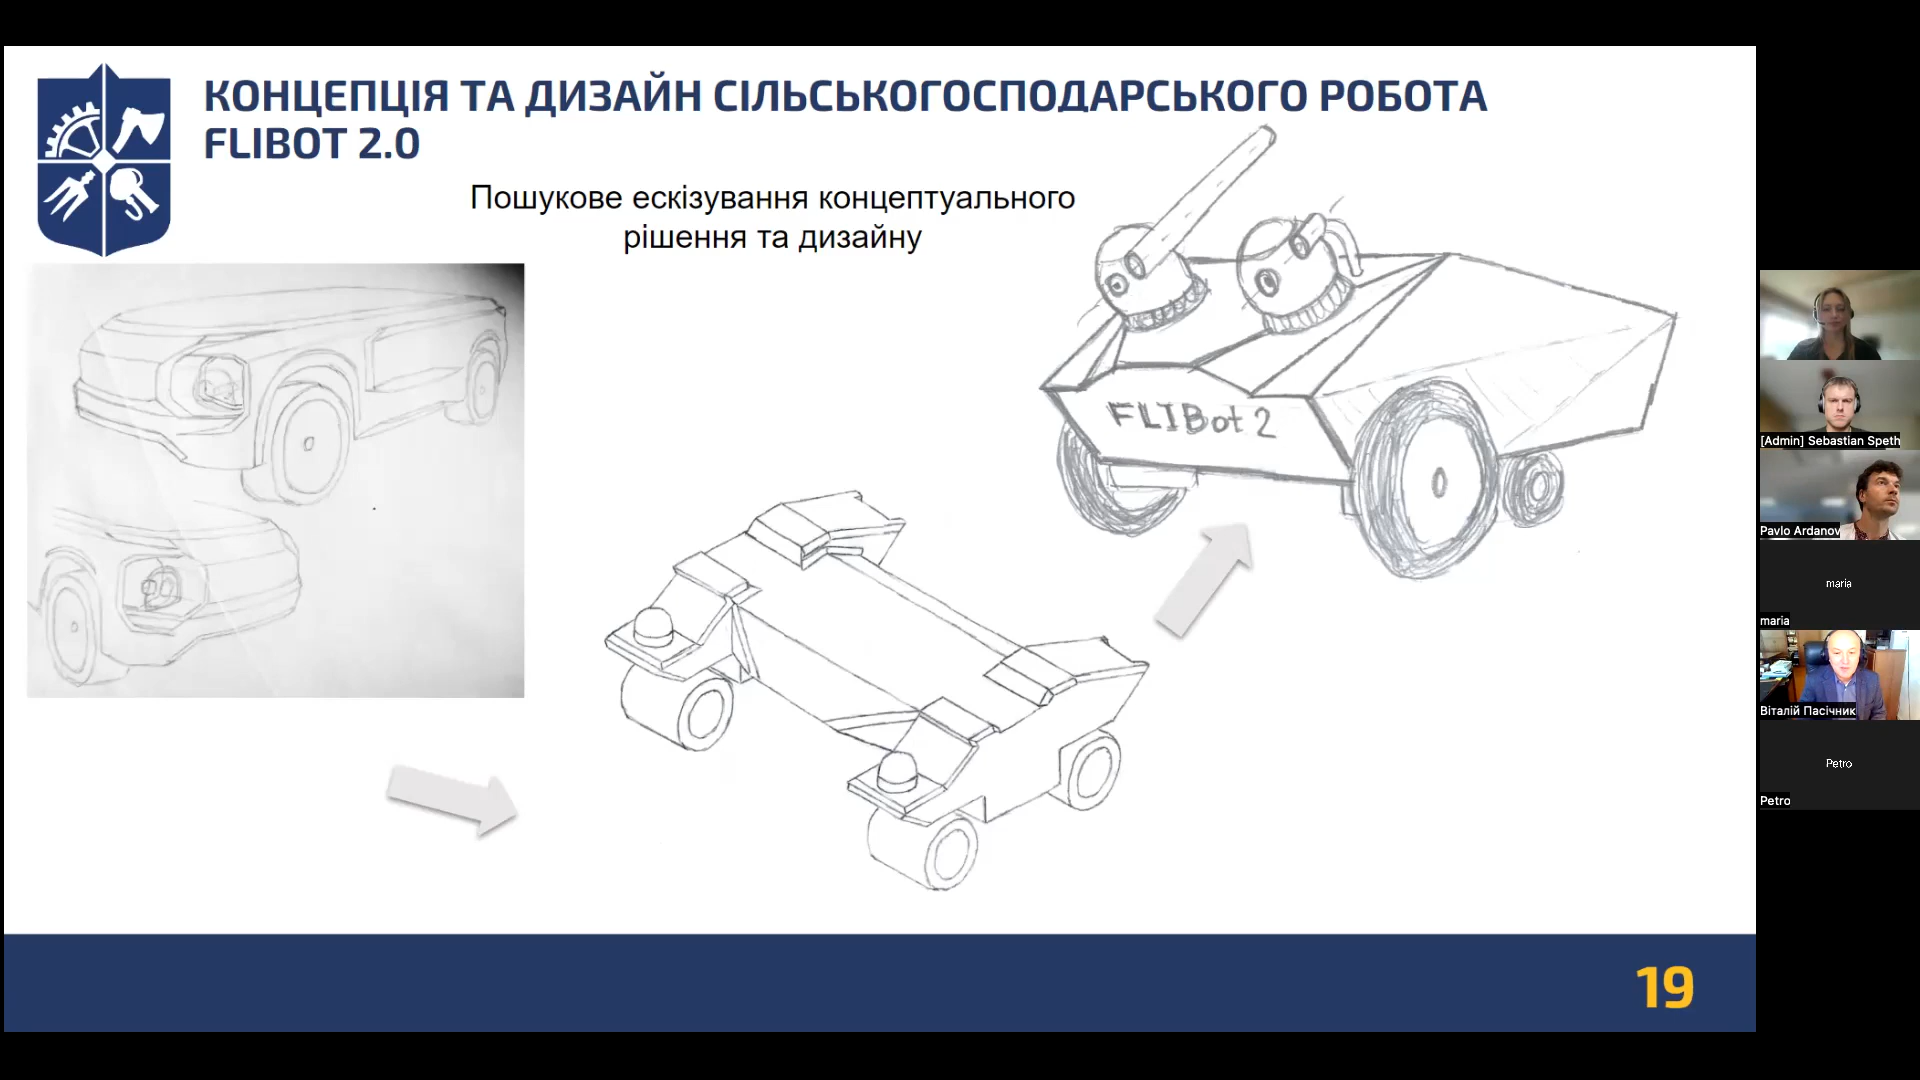 КОНЦЕПЦІЯ ТА ДИЗАЙН СІЛЬСЬКОГОСПОДАРСЬКОГО РОБОТА
FLIBOT 2.0
Пошукове ескізування концептуального
рішення та дизайну
FLIBot 2
19
[Admin] Sebastian Speth
Pavlo Ardanov
maria
maria
Віталій Пасічник
Petro
Petro